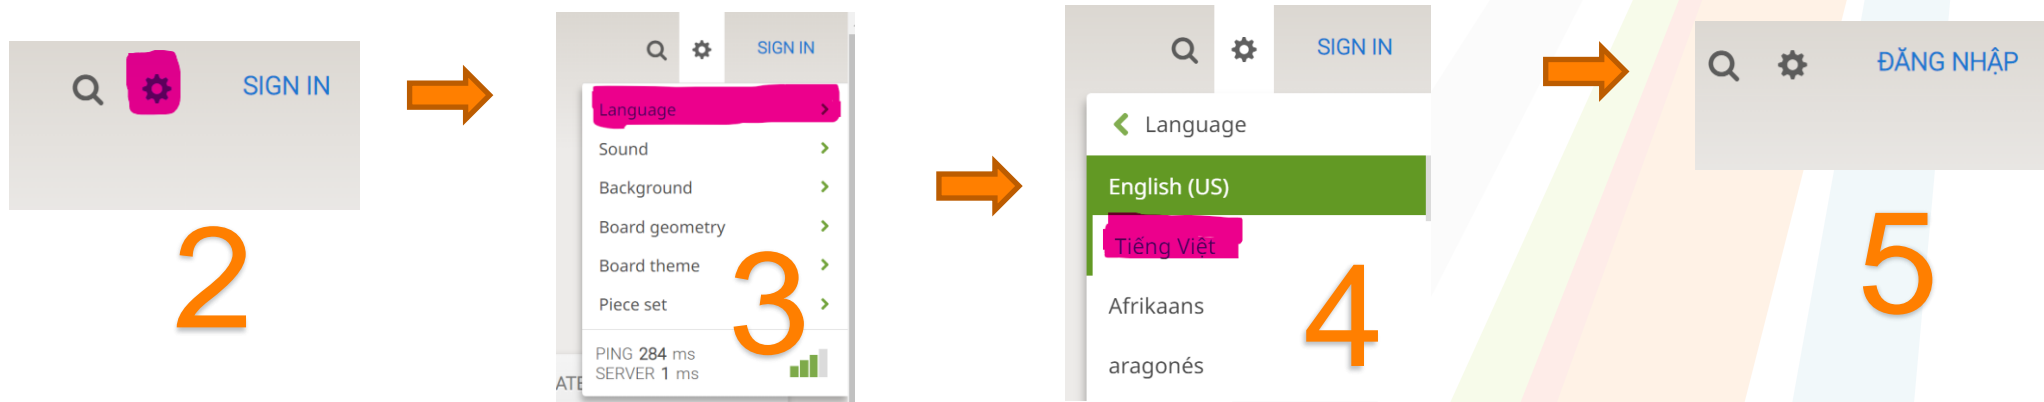 SIGN IN
2
SIGN IN
Language
Sound
Background
Board geometry
Board theme
Piece set
PING 284 ms
SERVER 1 ms
ATE
3
SIGN IN
Language
English (US)
Tiếng Việt
Afrikaans
aragonés
4
ĐĂNG NHẬP
5